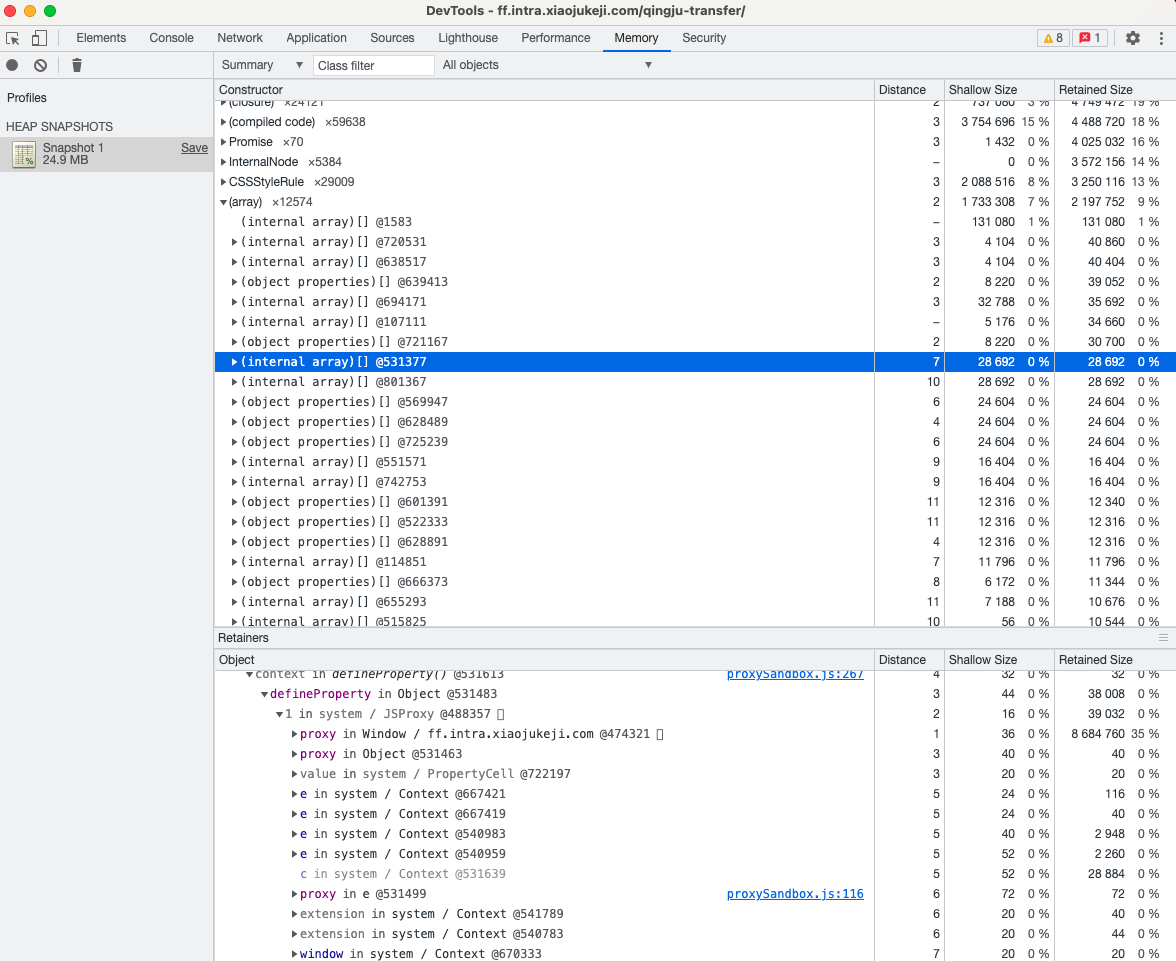 DevTools - ff.intra.xiaojukeji.com/qingju-transfer/
Elements Console Network Application Sources Lighthouse Performance Memory Security 8 1
Summary ▼ Class filter All objects ▼
Profiles
HEAP SNAPSHOTS
Snapshot 1 Save
24.9 MB
Constructor Distance Shallow Size Retained Size
(closure) ×24121 2 737 080 3 % 4 749 472 19 %
(compiled code) ×59638 3 3 754 696 15 % 4 488 720 18 %
Promise ×70 3 1 432 0 % 4 025 032 16 %
InternalNode ×5384 – 0 0 % 3 572 156 14 %
CSSStyleRule ×29009 3 2 088 516 8 % 3 250 116 13 %
(array) ×12574 2 1 733 308 7 % 2 197 752 9 %
(internal array)[] @1583 – 131 080 1 % 131 080 1 %
(internal array)[] @720531 3 4 104 0 % 40 860 0 %
(internal array)[] @638517 3 4 104 0 % 40 404 0 %
(object properties)[] @639413 2 8 220 0 % 39 052 0 %
(internal array)[] @694171 3 32 788 0 % 35 692 0 %
(internal array)[] @107111 – 5 176 0 % 34 660 0 %
(object properties)[] @721167 2 8 220 0 % 30 700 0 %
(internal array)[] @531377 7 28 692 0 % 28 692 0 %
(internal array)[] @801367 10 28 692 0 % 28 692 0 %
(object properties)[] @569947 6 24 604 0 % 24 604 0 %
(object properties)[] @628489 4 24 604 0 % 24 604 0 %
(object properties)[] @725239 6 24 604 0 % 24 604 0 %
(internal array)[] @551571 9 16 404 0 % 16 404 0 %
(internal array)[] @742753 9 16 404 0 % 16 404 0 %
(object properties)[] @601391 11 12 316 0 % 12 340 0 %
(object properties)[] @522333 11 12 316 0 % 12 316 0 %
(object properties)[] @628891 4 12 316 0 % 12 316 0 %
(internal array)[] @114851 7 11 796 0 % 11 796 0 %
(object properties)[] @666373 8 6 172 0 % 11 344 0 %
(internal array)[] @655293 11 7 188 0 % 10 676 0 %
(internal array)[] @515825 10 56 0 % 10 544 0 %
Retainers
Object Distance Shallow Size Retained Size
context in defineProperty() @531613 proxySandbox.js:267 4 32 0 % 32 0 %
defineProperty in Object @531483 3 44 0 % 38 008 0 %
1 in system / JSProxy @488357 2 16 0 % 39 032 0 %
proxy in Window / ff.intra.xiaojukeji.com @474321 1 36 0 % 8 684 760 35 %
proxy in Object @531463 3 40 0 % 40 0 %
value in system / PropertyCell @722197 3 20 0 % 20 0 %
e in system / Context @667421 5 24 0 % 116 0 %
e in system / Context @667419 5 24 0 % 40 0 %
e in system / Context @540983 5 40 0 % 2 948 0 %
e in system / Context @540959 5 52 0 % 2 260 0 %
c in system / Context @531639 5 52 0 % 28 884 0 %
proxy in e @531499 proxySandbox.js:116 6 72 0 % 72 0 %
extension in system / Context @541789 6 20 0 % 40 0 %
extension in system / Context @540783 6 20 0 % 44 0 %
window in system / Context @670333 7 20 0 % 20 0 %